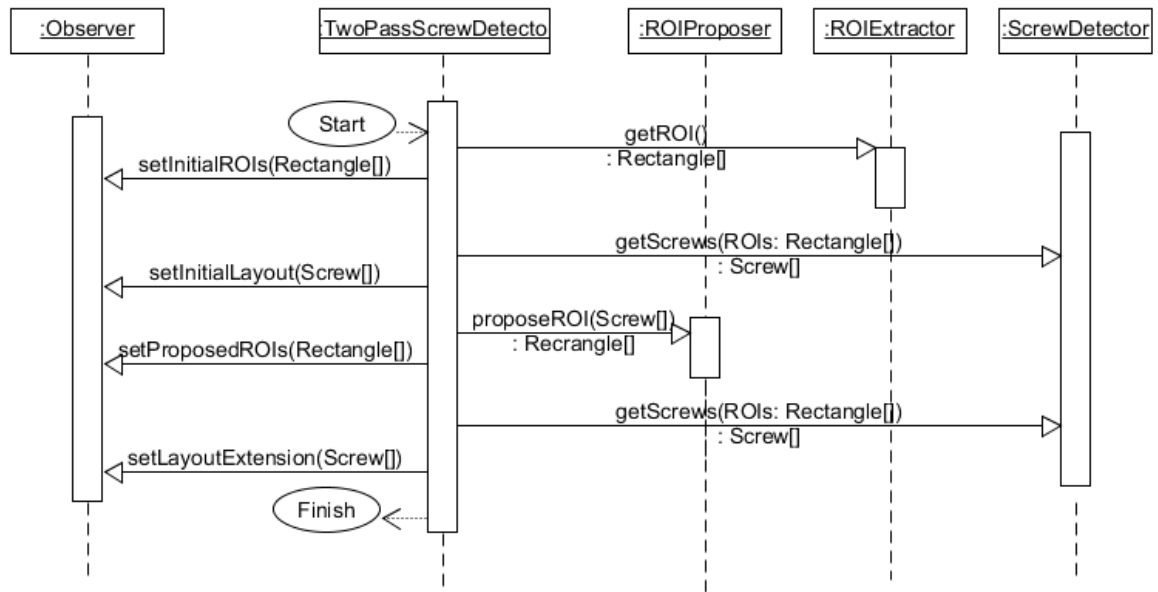 :Observer
:TwoPassScrewDetecto
:ROIProposer
:ROIExtractor
:ScrewDetector
Start
getROI()
: Rectangle[]
setInitialROIs(Rectangle[])
getScrews(ROIs: Rectangle[])
: Screw[]
setInitialLayout(Screw[])
proposeROI(Screw[])
: Recrangle[]
setProposedROIs(Rectangle[])
getScrews(ROIs: Rectangle[])
: Screw[]
setLayoutExtension(Screw[])
Finish